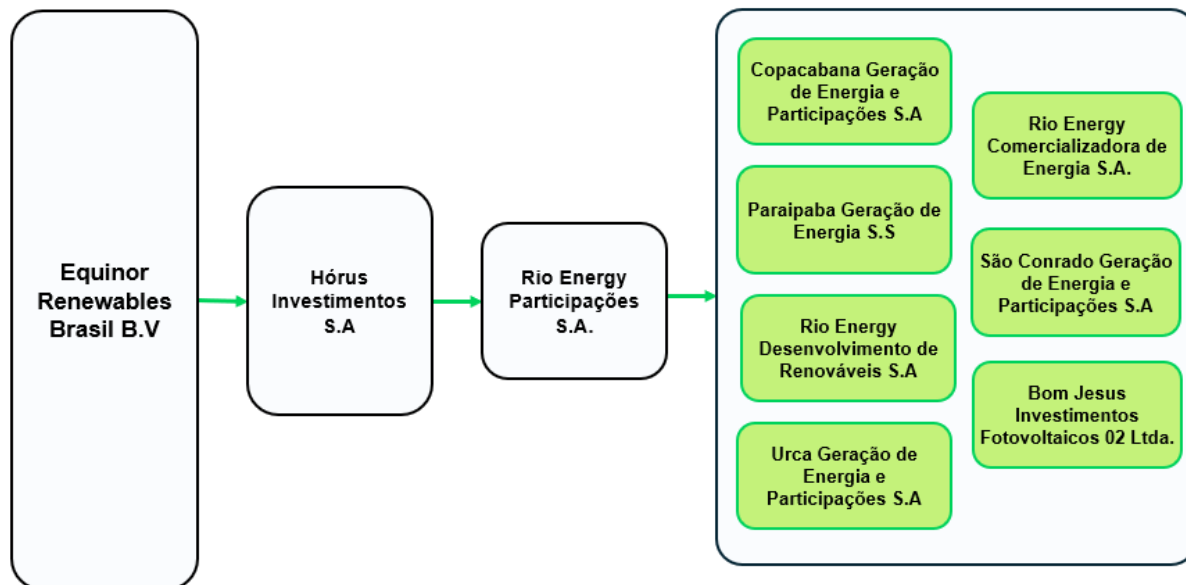 Equinor
Renewables
Brasil B.V
Hórus
Investimentos
S.A
Rio Energy
Participações
S.A.
Copacabana Geração
de Energia e
Participações S.A
Paraipaba Geração de
Energia S.S
Rio Energy
Desenvolvimento de
Renováveis S.A
Urca Geração de
Energia e
Participações S.A
Rio Energy
Comercializadora de
Energia S.A.
São Conrado Geração
de Energia e
Participações S.A
Bom Jesus
Investimentos
Fotovoltaicos 02 Ltda.